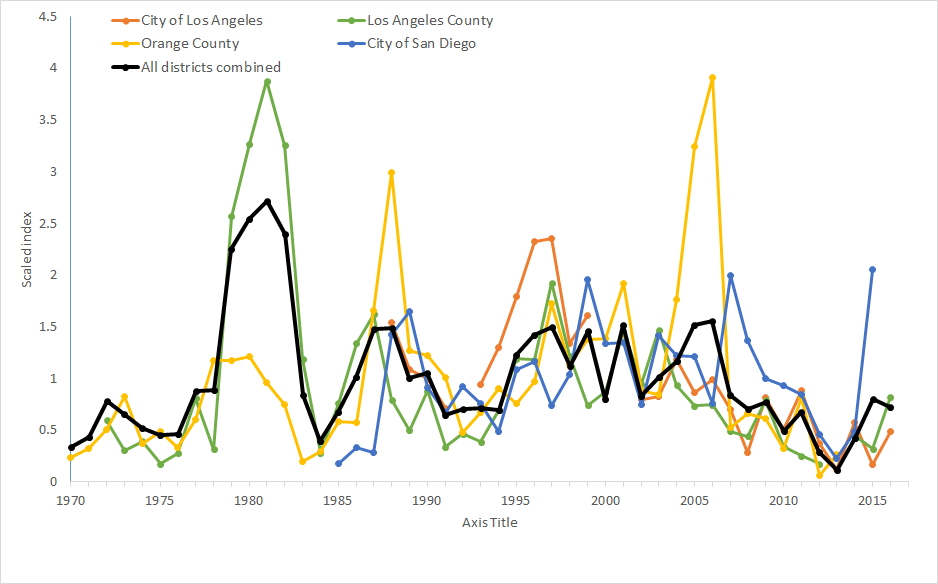 4.5
City of Los Angeles
Los Angeles County
Orange County
City of San Diego
All districts combined
4
3.5
3
2.5
2
1.5
1
0.5
0
Scaled index
1970 1975 1980 1985 1990 1995 2000 2005 2010 2015
Axis Title